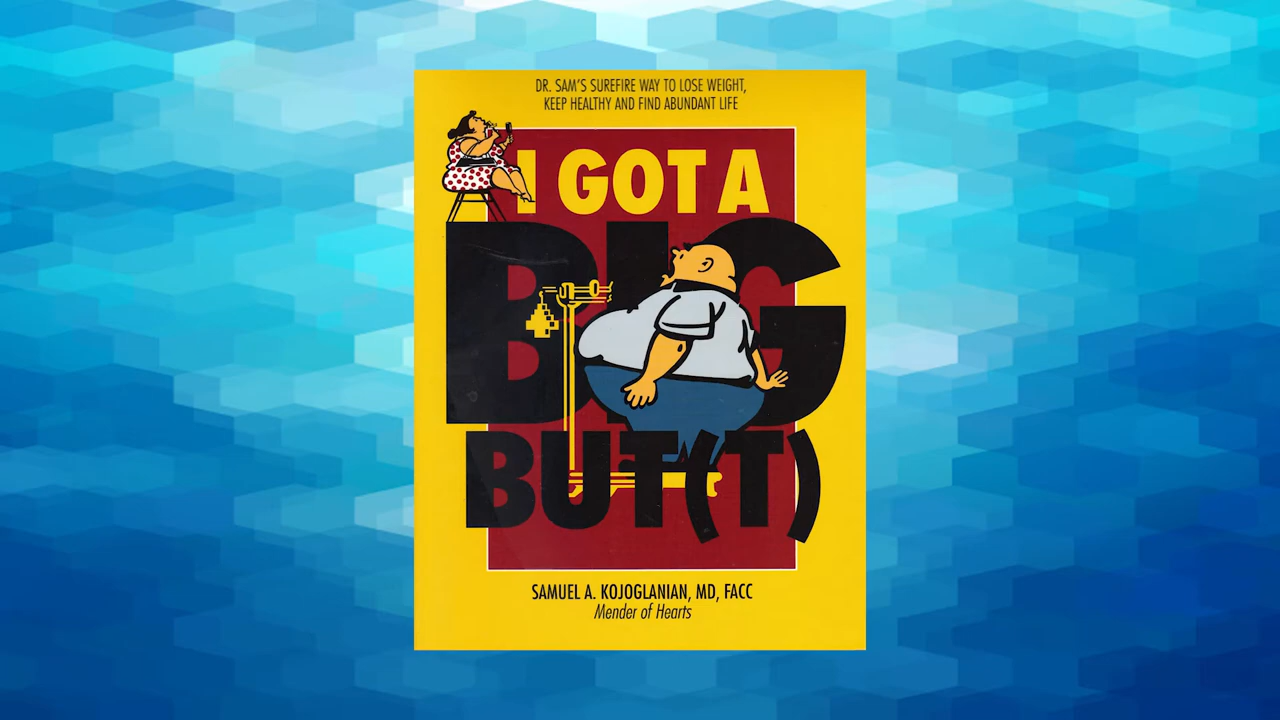 DR. SAM'S SUREFIRE WAY TO LOSE WEIGHT,
KEEP HEALTHY AND FIND ABUNDANT LIFE
I GOT A
BIG
BUT(T)
SAMUEL A. KOJOGLANIAN, MD, FACC
Mender of Hearts